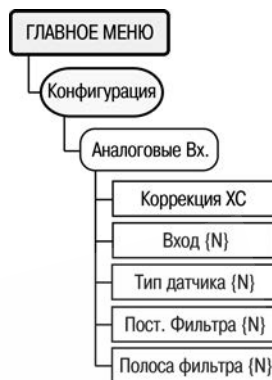 ГЛАВНОЕ МЕНЮ
Конфигурация
Аналоговые Вх.
Коррекция ХС
Вход {N}
Тип датчика {N}
Пост. Фильтра {N}
Полоса фильтра {N}